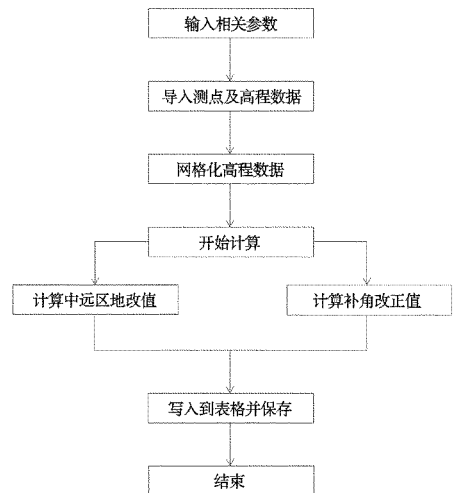 输入相关参数
导入测点及高程数据
网格化高程数据
开始计算
计算中远区地改值
计算补角改正值
写入到表格并保存
结束